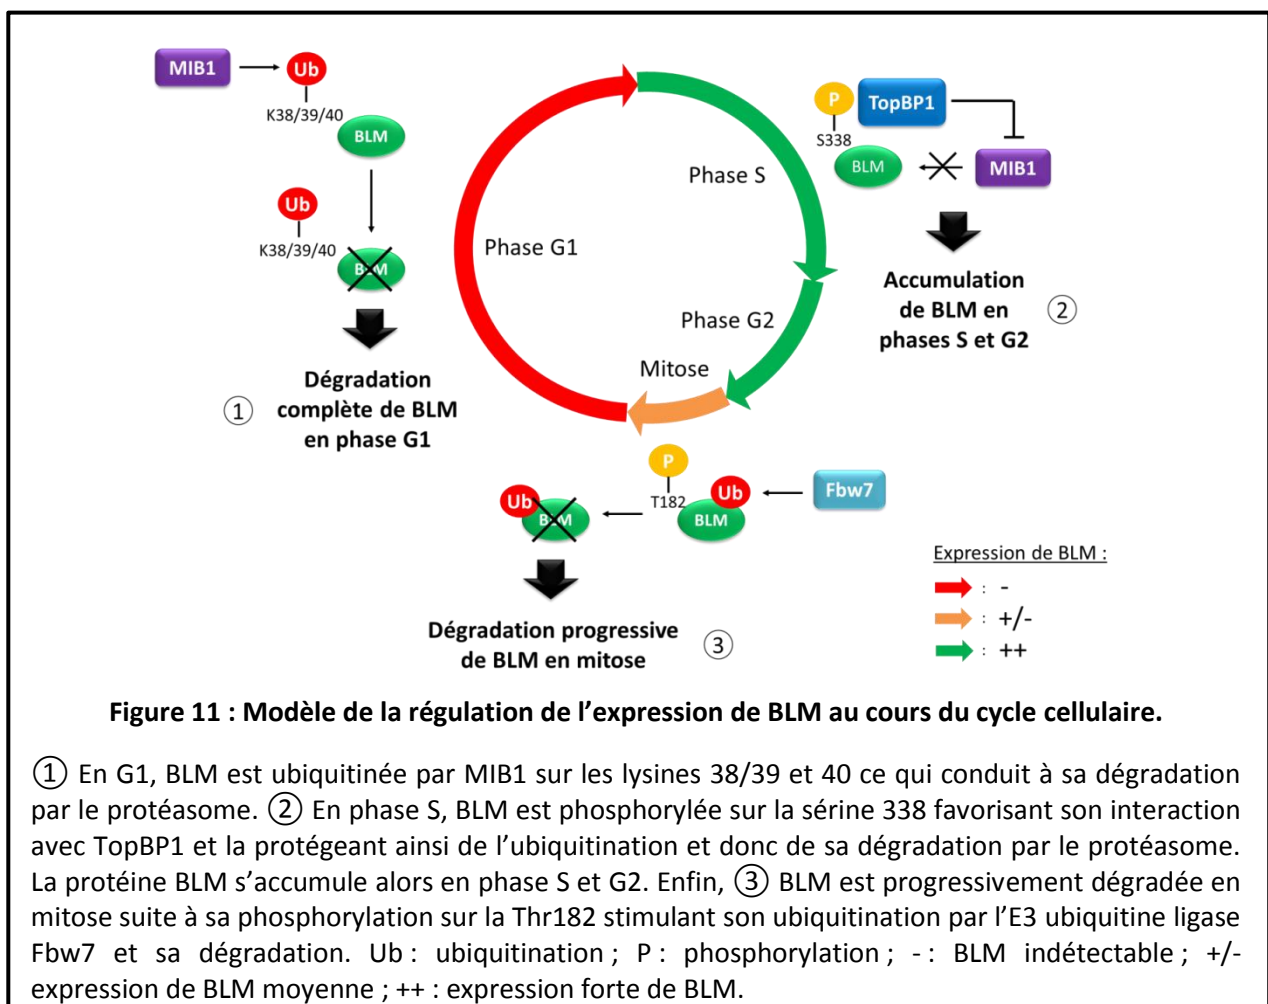 MIB1
Ub
K38/39/40
BLM
Ub
K38/39/40
BLM
Dégradation
complète de BLM
en phase G1
①
Phase G1
Phase S
Phase G2
Mitose
P
TopBP1
S338
BLM
MIB1
Accumulation
de BLM en
phases S et G2
②
P
T182
Ub
BLM
Fbw7
Ub
BLM
Dégradation progressive
de BLM en mitose
③
Expression de BLM :
: -
: +/-
: ++
Figure 11 : Modèle de la régulation de l’expression de BLM au cours du cycle cellulaire.
① En G1, BLM est ubiquitinée par MIB1 sur les lysines 38/39 et 40 ce qui conduit à sa dégradation
par le protéasome. ② En phase S, BLM est phosphorylée sur la sérine 338 favorisant son interaction
avec TopBP1 et la protégeant ainsi de l’ubiquitination et donc de sa dégradation par le protéasome.
La protéine BLM s’accumule alors en phase S et G2. Enfin, ③ BLM est progressivement dégradée en
mitose suite à sa phosphorylation sur la Thr182 stimulant son ubiquitination par l’E3 ubiquitine ligase
Fbw7 et sa dégradation. Ub : ubiquitination ; P : phosphorylation ; - : BLM indétectable ; +/-
expression de BLM moyenne ; ++ : expression forte de BLM.